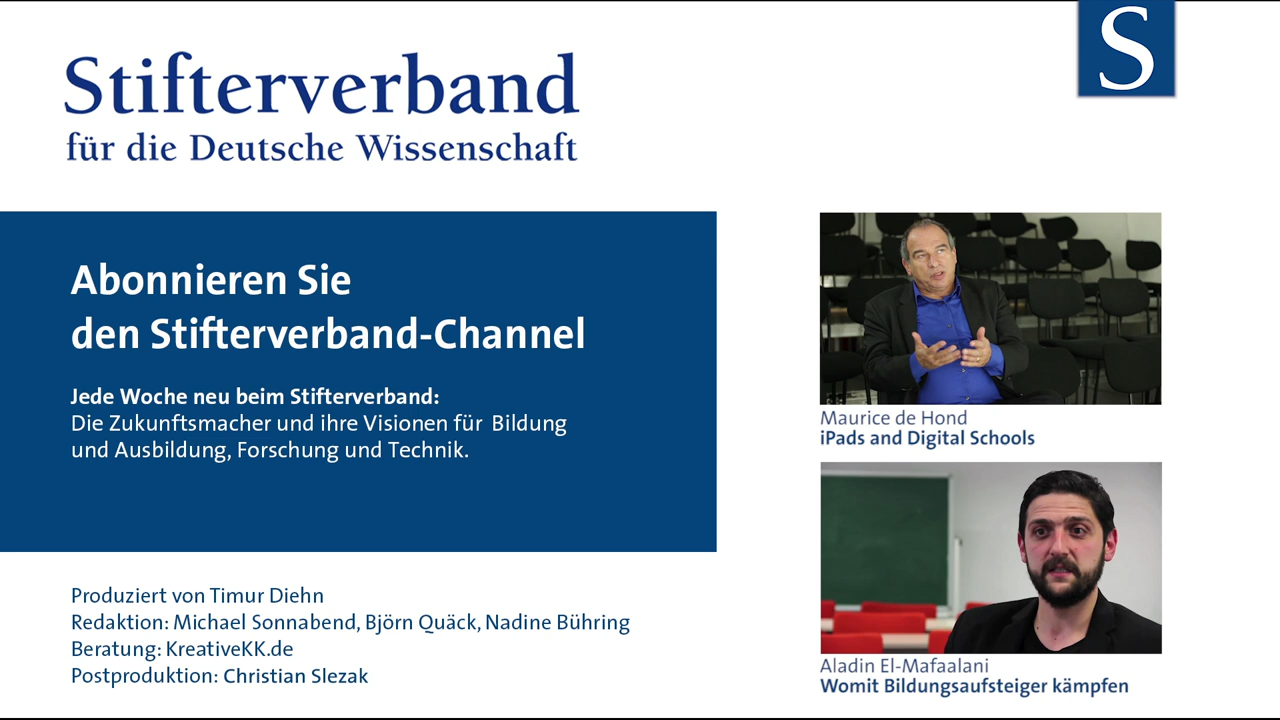 Stifterverband
für die Deutsche Wissenschaft
S
Abonnieren Sie
den Stifterverband-Channel
Jede Woche neu beim Stifterverband:
Die Zukunftsmacher und ihre Visionen für Bildung
und Ausbildung, Forschung und Technik.
Maurice de Hond
iPads and Digital Schools
Aladin El-Mafaalani
Womit Bildungsaufsteiger kämpfen
Produziert von Timur Diehn
Redaktion: Michael Sonnabend, Björn Quäck, Nadine Bühring
Beratung: KreativeKK.de
Postproduktion: Christian Slezak